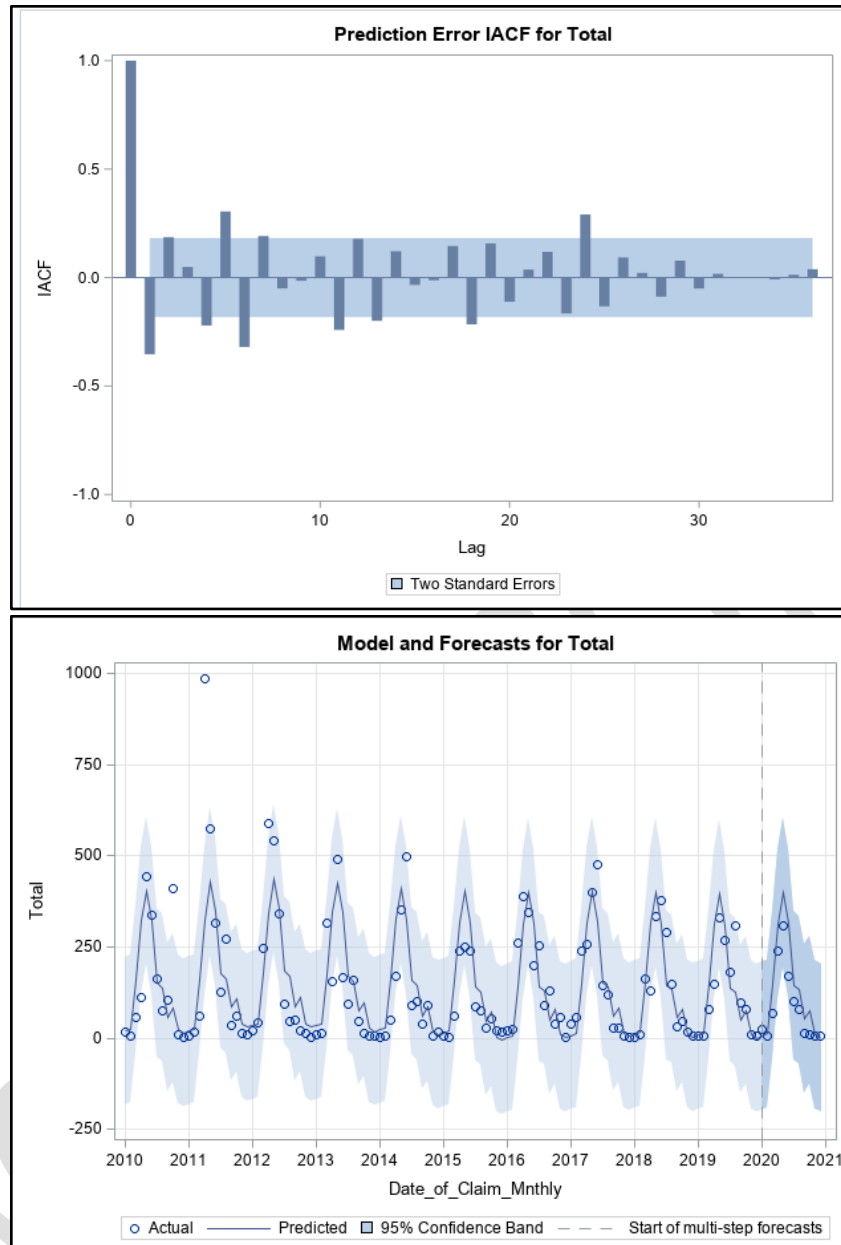 Prediction Error IACF for Total
1.0
0.5
0.0
-0.5
-1.0
IACF
0 10 20 30
Lag
Two Standard Errors
Model and Forecasts for Total
1000
750
500
250
0
-250
Total
2010 2011 2012 2013 2014 2015 2016 2017 2018 2019 2020 2021
Date_of_Claim_Mnthly
Actual Predicted 95% Confidence Band Start of multi-step forecasts